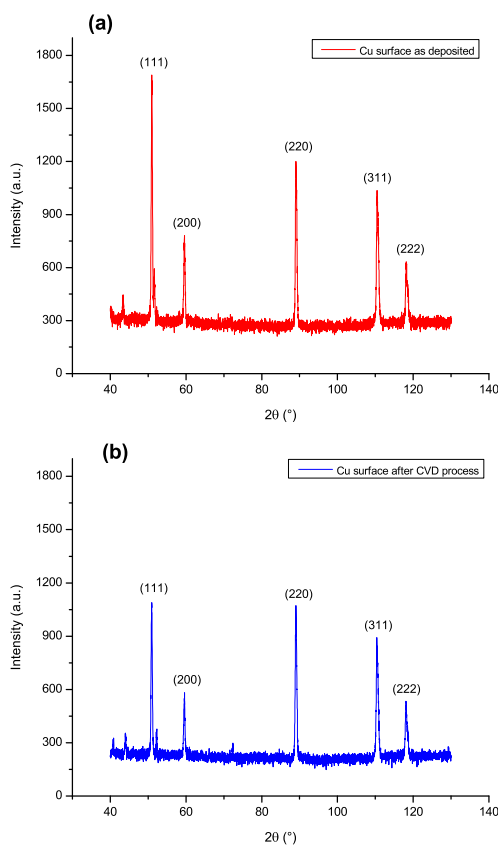 (a)
Cu surface as deposited
1800
1500
1200
900
600
300
0
Intensity (a.u.)
(111)
(200)
(220)
(311)
(222)
40 60 80 100 120 140
2θ (°)
(b)
Cu surface after CVD process
1800
1500
1200
900
600
300
0
Intensity (a.u.)
(111)
(200)
(220)
(311)
(222)
40 60 80 100 120 140
2θ (°)